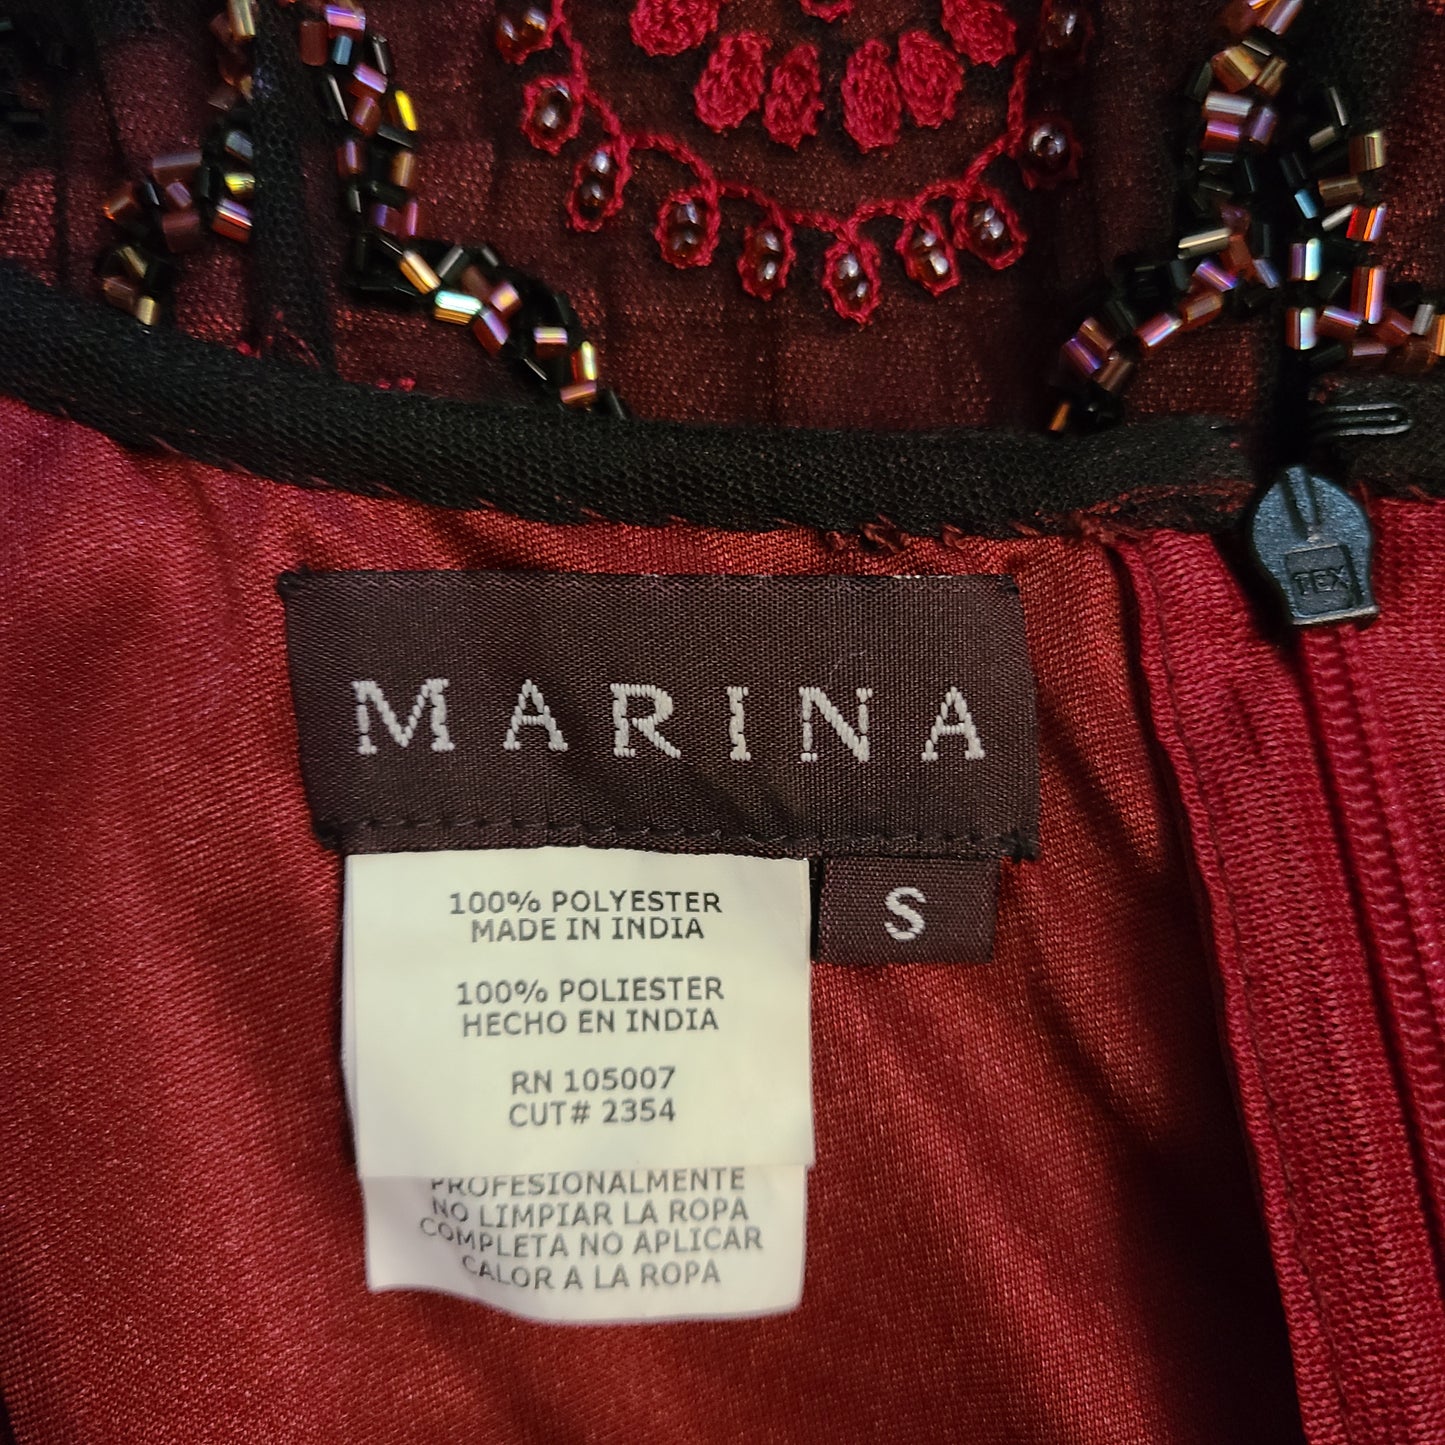 TEX
MARINA
S
100% POLYESTER
MADE IN INDIA
100% POLIESTER
HECHO EN INDIA
RN 105007
CUT# 2354
PROFESIONALMENTE
NO LIMPIAR LA ROPA
COMPLETA NO APLICAR
CALOR A LA ROPA